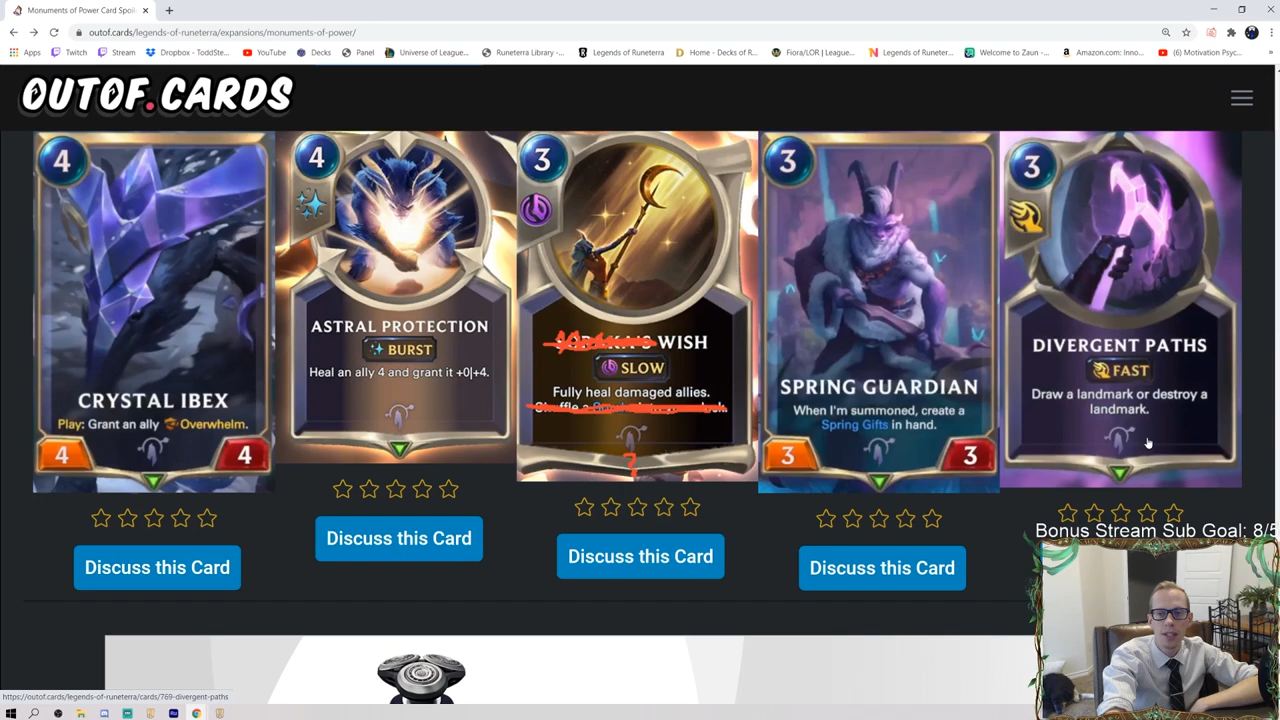 Monuments of Power Card Spoil
outof.cards/legends-of-runeterra/expansions/monuments-of-power/
Apps Twitch Stream Dropbox - ToddSte... YouTube Decks Panel Universe of League... Runeterra Library -... Legends of Runeterra Home - Decks of R... Fiora/LOR | League... Legends of Runeter... Welcome to Zaun -... Amazon.com: Inno... (6) Motivation Psyc...
OUTOF.CARDS
4 4 3 3 3
CRYSTAL IBEX
Play: Grant an ally Overwhelm.
4 4
ASTRAL PROTECTION
BURST
Heal an ally 4 and grant it +0|+4.
WISH
SLOW
Fully heal damaged allies.
?
SPRING GUARDIAN
When I'm summoned, create a
Spring Gifts in hand.
3 3
DIVERGENT PATHS
FAST
Draw a landmark or destroy a
landmark.
Discuss this Card
Discuss this Card
Discuss this Card
Discuss this Card
Bonus Stream Sub Goal: 8/5
https://outof.cards/legends-of-runeterra/cards/769-divergent-paths